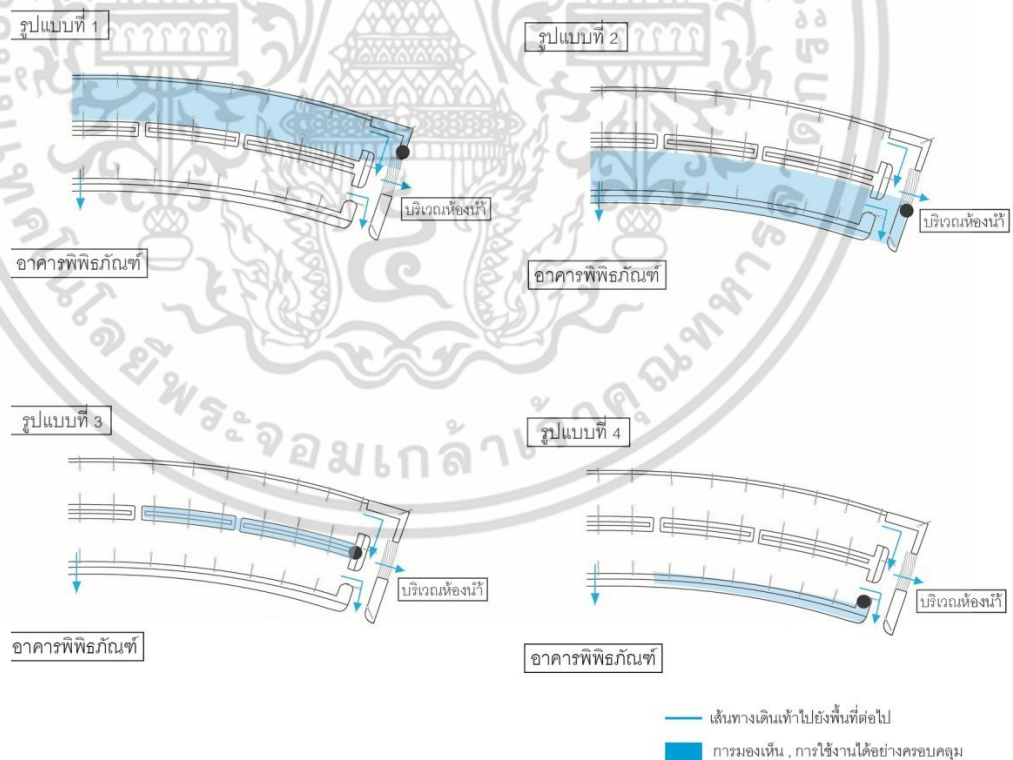 รูปแบบที่ 1
รูปแบบที่ 2
บริเวณห้องน้ำ
บริเวณห้องน้ำ
อาคารพิพิธภัณฑ์
อาคารพิพิธภัณฑ์
รูปแบบที่ 3
รูปแบบที่ 4
บริเวณห้องน้ำ
บริเวณห้องน้ำ
อาคารพิพิธภัณฑ์
อาคารพิพิธภัณฑ์
เส้นทางเดินเท้าไปยังพื้นที่ต่อไป
การมองเห็น , การใช้งานได้อย่างครอบคลุม